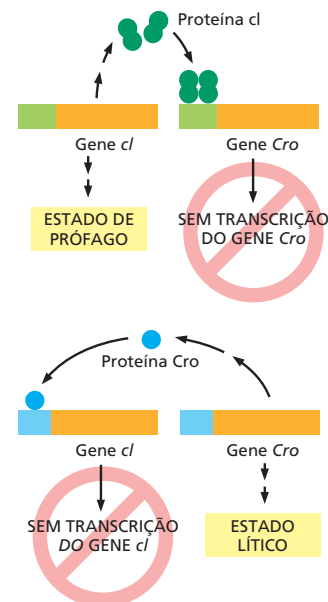 Proteína cl
Gene cl
Gene Cro
ESTADO DE
PRÓFAGO
SEM TRANSCRIÇÃO
DO GENE Cro
Proteína Cro
Gene cl
Gene Cro
SEM TRANSCRIÇÃO
DO GENE cl
ESTADO
LÍTICO